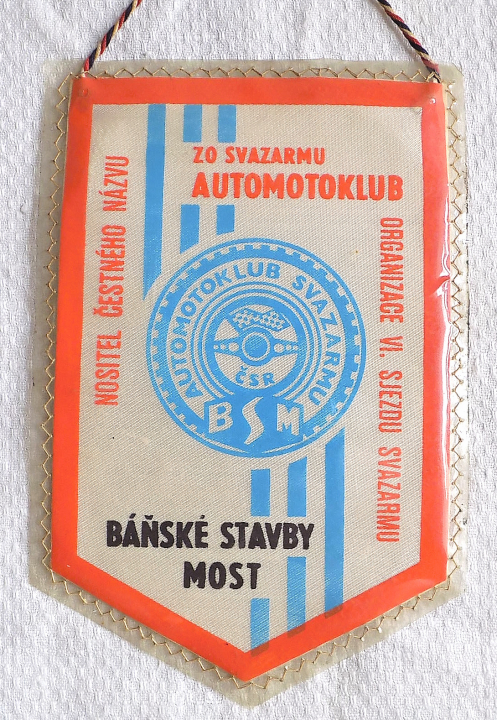 ZO SVAZARMU
AUTOMOTOKLUB
NOSITEL ČESTNÉHO NÁZVU
ORGANIZACE VI. SJEZDU SVAZARMU
AUTOMOTOKLUB SVAZARMU
ČSR
BSM
BÁŇSKÉ STAVBY
MOST